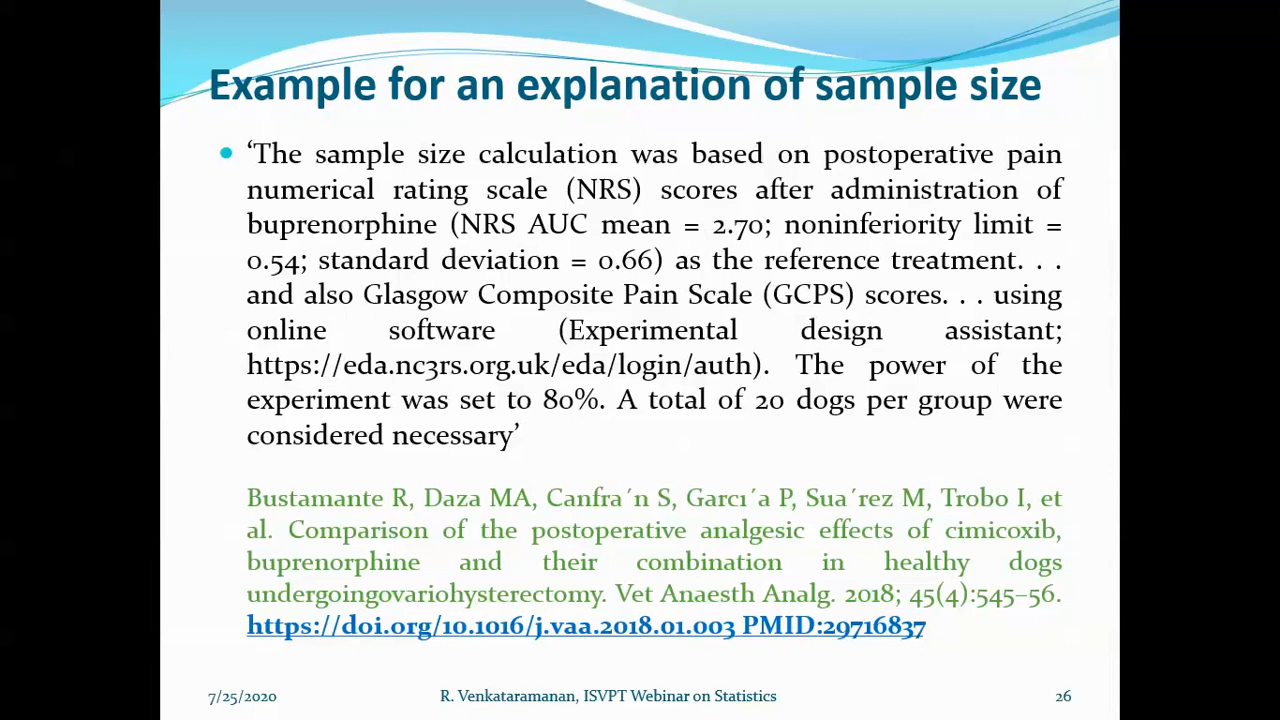 Example for an explanation of sample size
• ‘The sample size calculation was based on postoperative pain
numerical rating scale (NRS) scores after administration of
buprenorphine (NRS AUC mean = 2.70; noninferiority limit =
0.54; standard deviation = 0.66) as the reference treatment. . .
and also Glasgow Composite Pain Scale (GCPS) scores. . . using
online software (Experimental design assistant;
https://eda.nc3rs.org.uk/eda/login/auth). The power of the
experiment was set to 80%. A total of 20 dogs per group were
considered necessary’
Bustamante R, Daza MA, Canfra´n S, Garcı´a P, Sua´rez M, Trobo I, et
al. Comparison of the postoperative analgesic effects of cimicoxib,
buprenorphine and their combination in healthy dogs
undergoingovariohysterectomy. Vet Anaesth Analg. 2018; 45(4):545–56.
https://doi.org/10.1016/j.vaa.2018.01.003 PMID:29716837
7/25/2020 R. Venkataramanan, ISVPT Webinar on Statistics 26